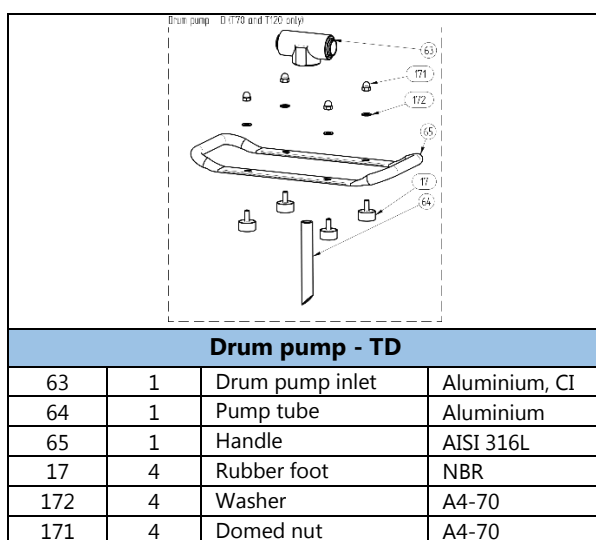 Drum pump D (T70 and T120 only)
63
171
172
65
17
64
Drum pump - TD
63 1 Drum pump inlet Aluminium, CI
64 1 Pump tube Aluminium
65 1 Handle AISI 316L
17 4 Rubber foot NBR
172 4 Washer A4-70
171 4 Domed nut A4-70